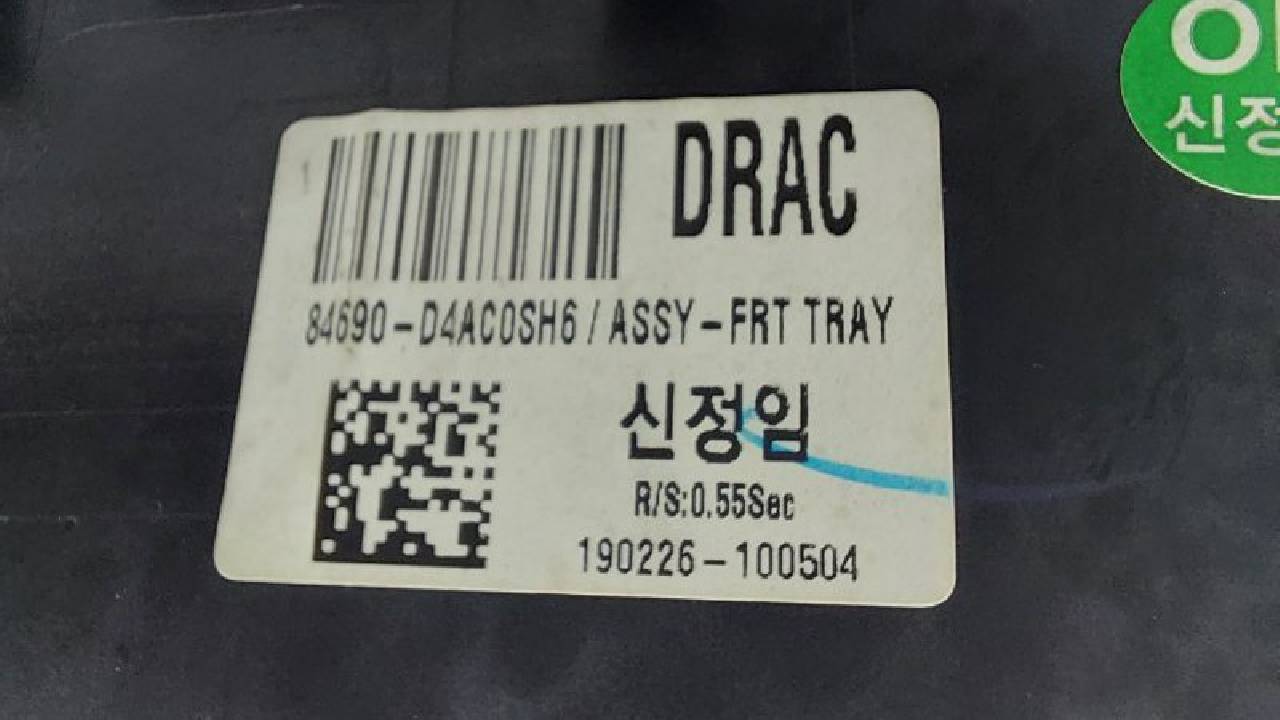 DRAC
84690-D4AC0SH6 / ASSY-FRT TRAY
신정임
R/S:0.55Sec
190226-100504